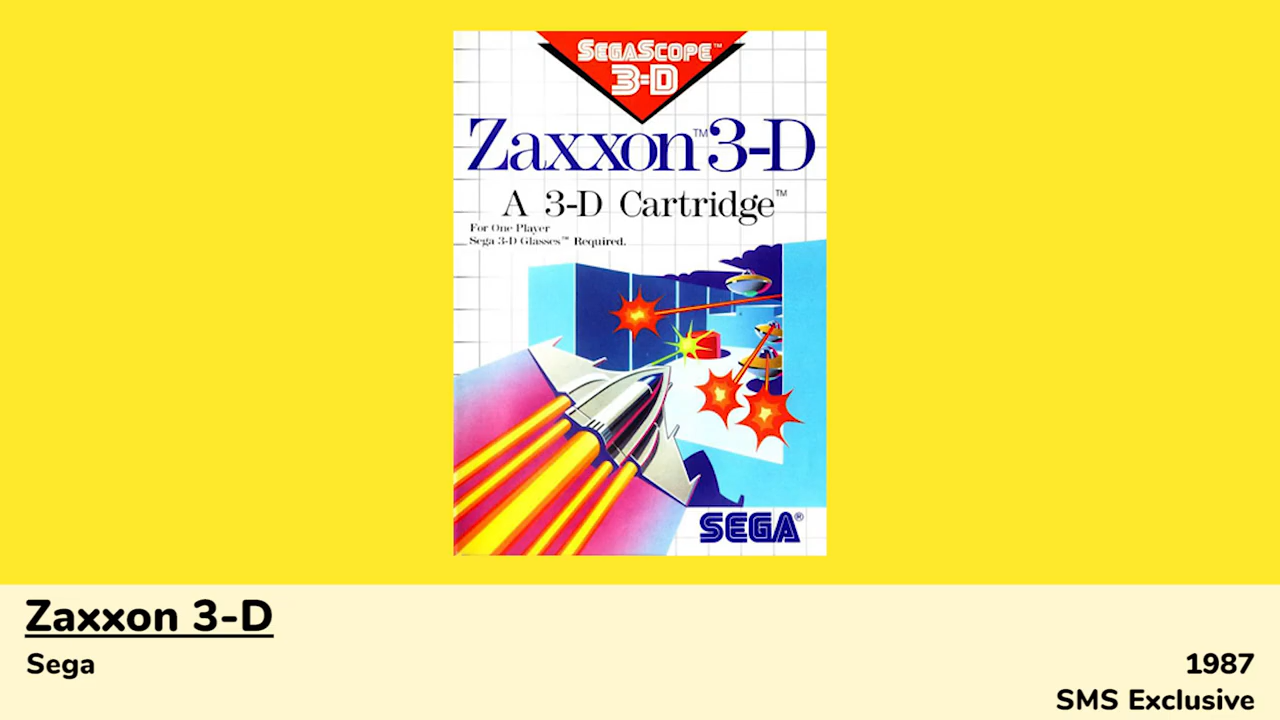 SEGASCOPE™
3-D
Zaxxon™ 3-D
A 3-D Cartridge™
For One Player
Sega 3-D Glasses™ Required.
SEGA®
Zaxxon 3-D
Sega
1987
SMS Exclusive